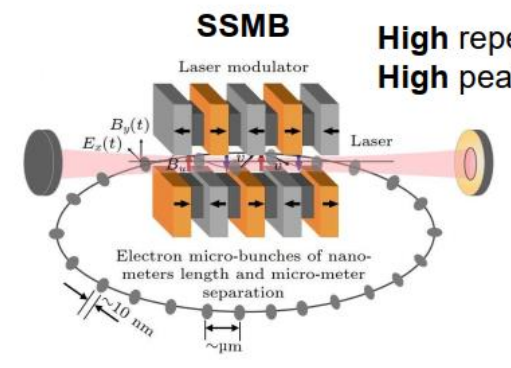 SSMB
High repe
High pea
Laser modulator
B_y(t)
E_x(t)
Laser
B_u
v
v
Electron micro-bunches of nano-
meters length and micro-meter
separation
~10 nm
~μm